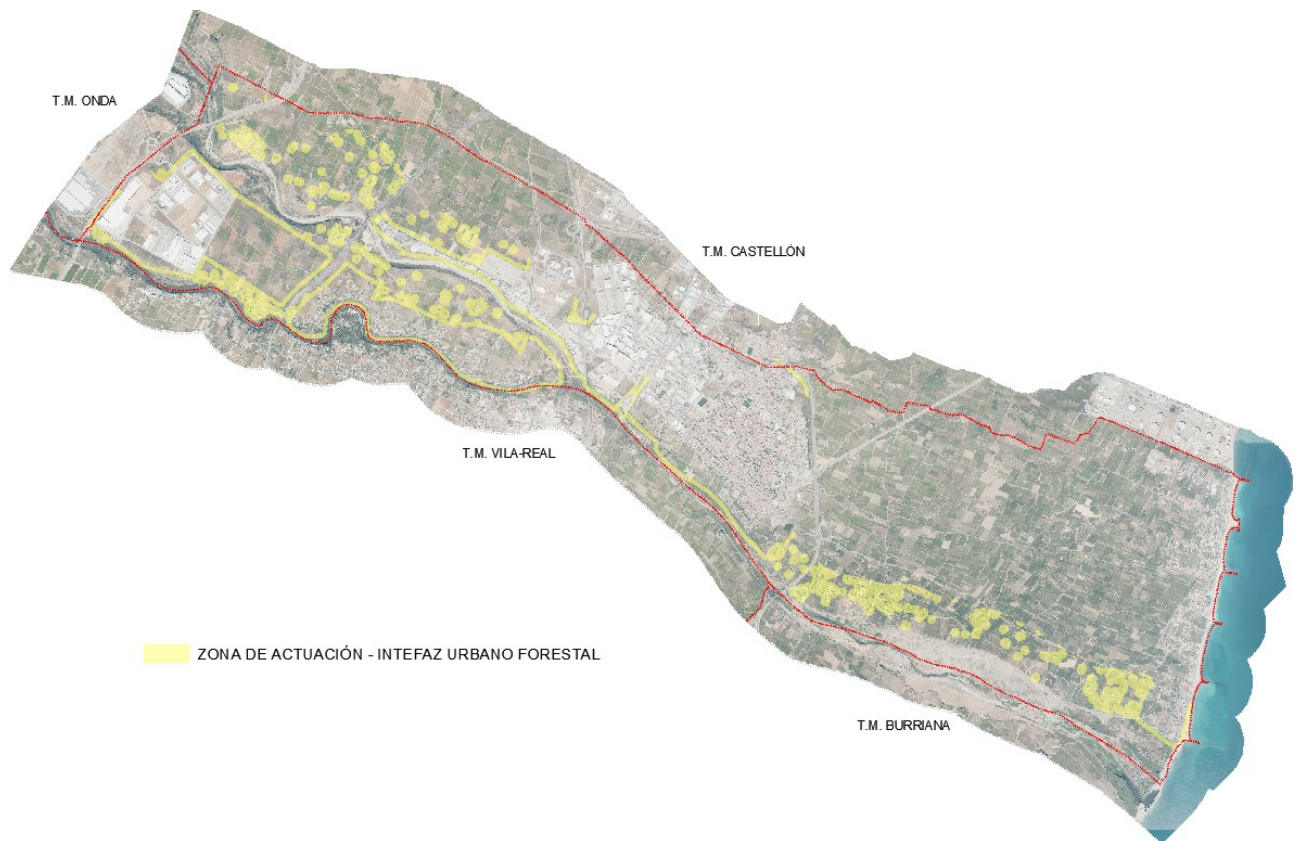 T.M. ONDA
T.M. CASTELLÓN
T.M. VILA-REAL
ZONA DE ACTUACIÓN - INTEFAZ URBANO FORESTAL
T.M. BURRIANA